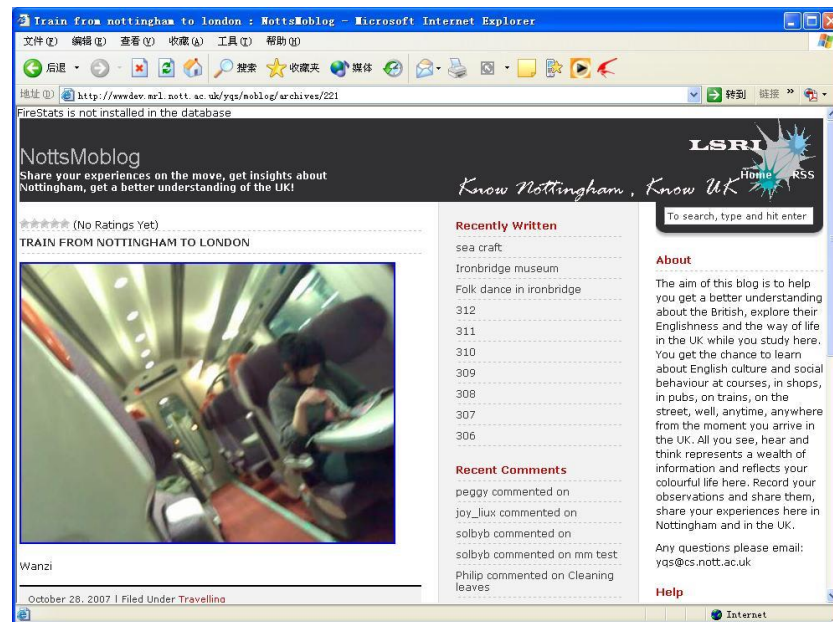 Train from nottingham to london : NottsMoblog - Microsoft Internet Explorer
文件(F) 编辑(E) 查看(V) 收藏(A) 工具(T) 帮助(H)
后退 搜索 收藏夹 媒体
地址(D) http://wwwdev.mrl.nott.ac.uk/yqs/moblog/archives/221 转到 链接 »
FireStats is not installed in the database
NottsMoblog
Share your experiences on the move, get insights about
Nottingham, get a better understanding of the UK!
Know Nottingham , Know UK
LSRI
Home RSS
To search, type and hit enter
(No Ratings Yet)
TRAIN FROM NOTTINGHAM TO LONDON
Wanzi
October 28, 2007 | Filed Under Travelling
Recently Written
sea craft
Ironbridge museum
Folk dance in ironbridge
312
311
310
309
308
307
306
Recent Comments
peggy commented on
joy_liux commented on
solbyb commented on
solbyb commented on mm test
Philip commented on Cleaning
leaves
About
The aim of this blog is to help
you get a better understanding
about the British, explore their
Englishness and the way of life
in the UK while you study here.
You get the chance to learn
about English culture and social
behaviour at courses, in shops,
in pubs, on trains, on the
street, well, anytime, anywhere
from the moment you arrive in
the UK. All you see, hear and
think represents a wealth of
information and reflects your
colourful life here. Record your
observations and share them,
share your experiences here in
Nottingham and in the UK.
Any questions please email:
yqs@cs.nott.ac.uk
Help
Internet